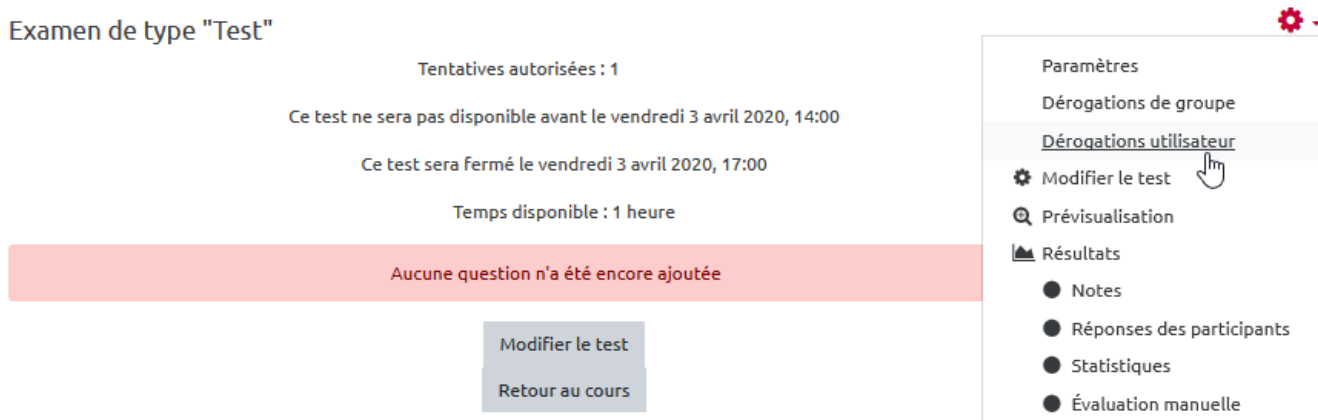 Examen de type "Test"
Tentatives autorisées : 1
Ce test ne sera pas disponible avant le vendredi 3 avril 2020, 14:00
Ce test sera fermé le vendredi 3 avril 2020, 17:00
Temps disponible : 1 heure
Aucune question n'a été encore ajoutée
Modifier le test
Retour au cours
Paramètres
Dérogations de groupe
Dérogations utilisateur
Modifier le test
Prévisualisation
Résultats
Notes
Réponses des participants
Statistiques
Évaluation manuelle